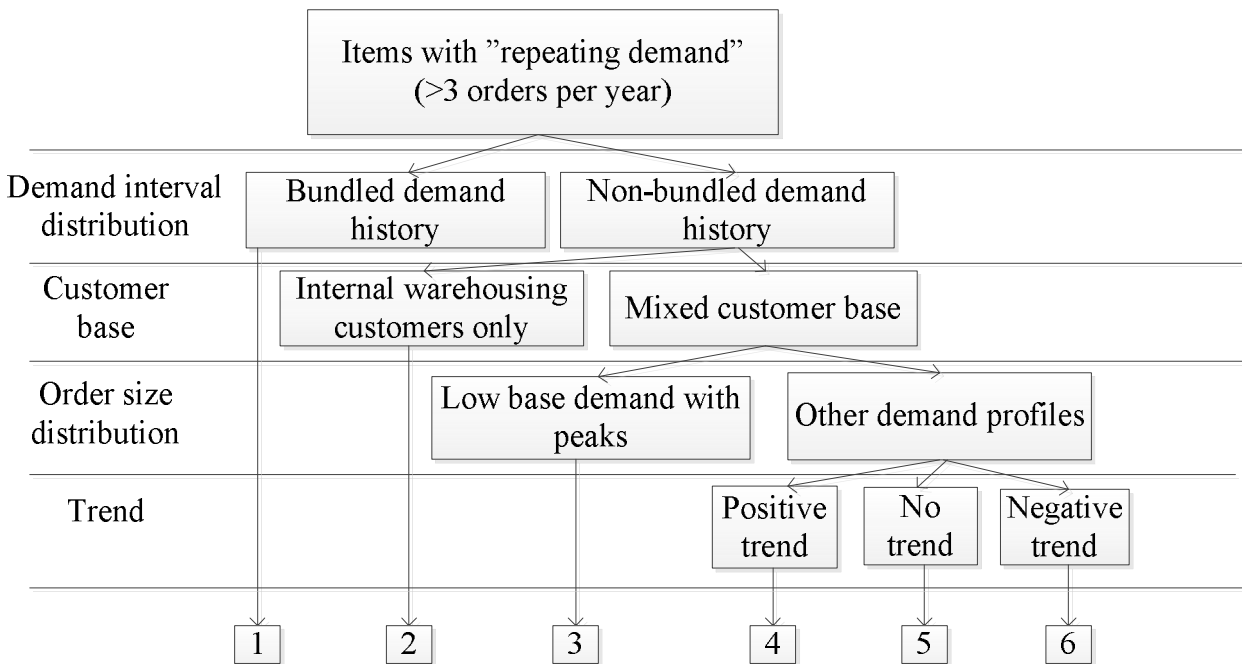 Items with ”repeating demand”
(>3 orders per year)
Demand interval
distribution
Bundled demand
history
Non-bundled demand
history
Customer
base
Internal warehousing
customers only
Mixed customer base
Order size
distribution
Low base demand with
peaks
Other demand profiles
Trend
Positive
trend
No
trend
Negative
trend
1
2
3
4
5
6